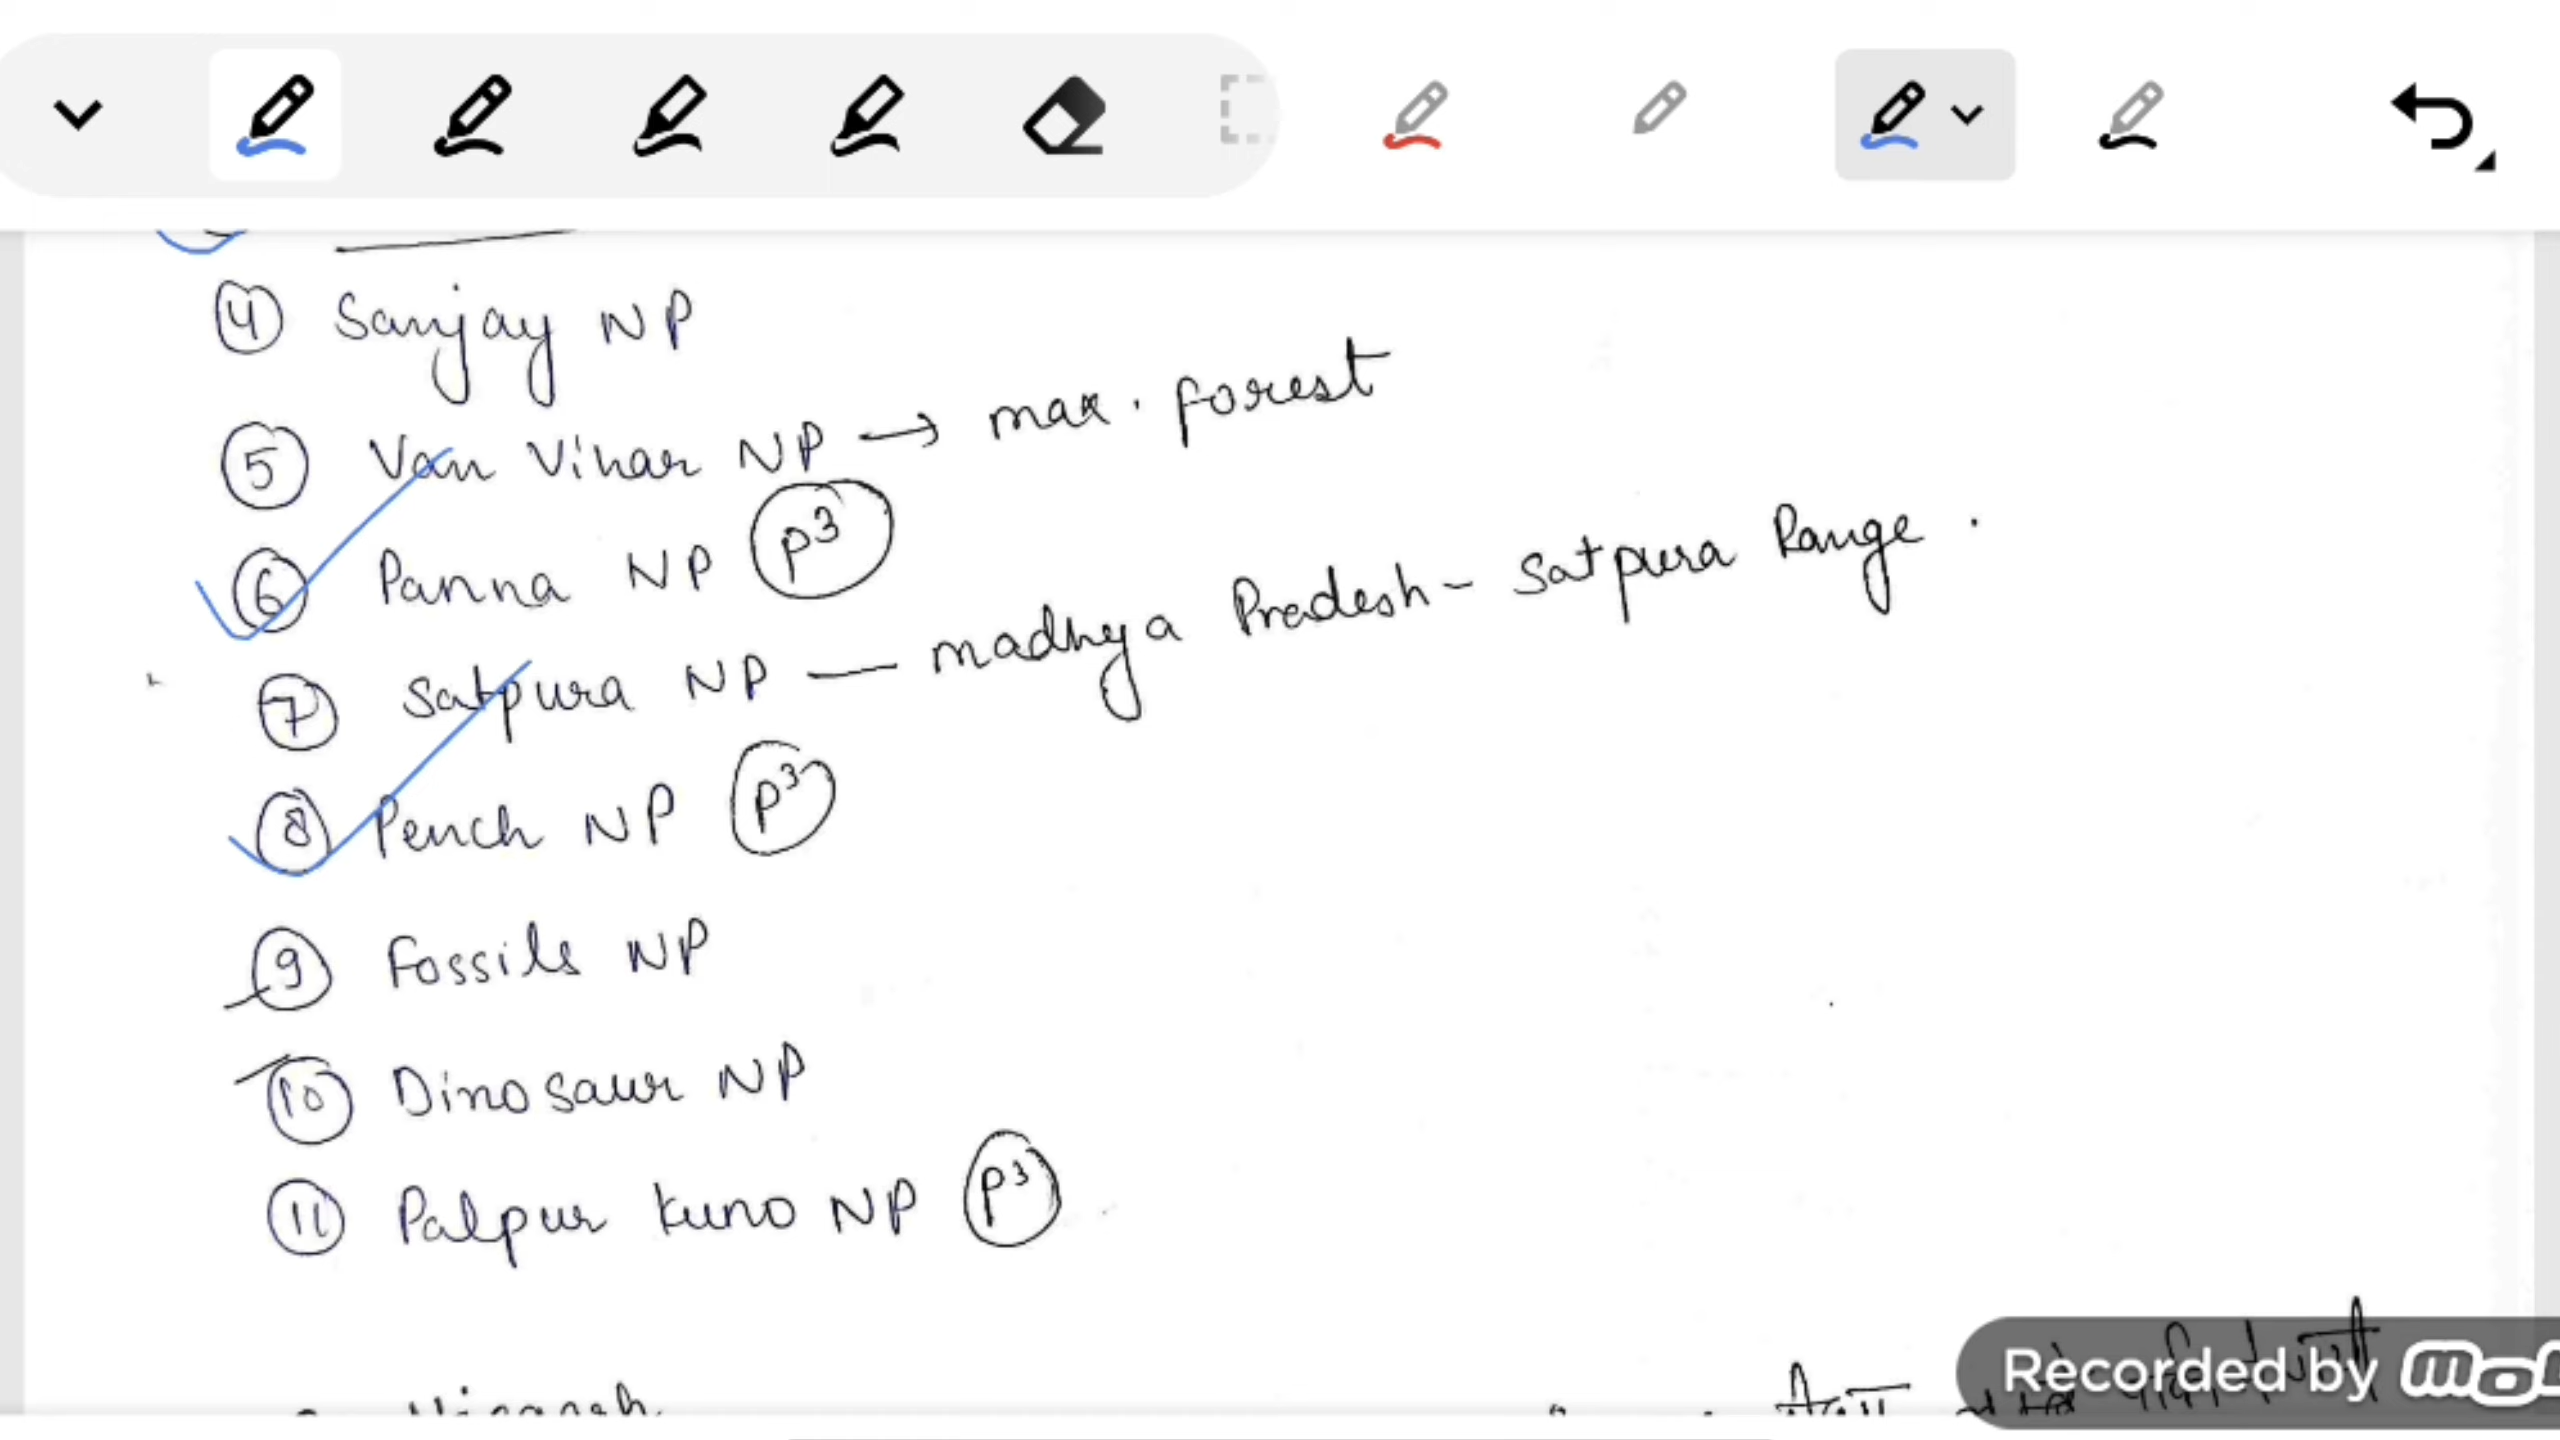 ④ Sanjay NP
⑤ Van Vihar NP → max. forest
⑥ Panna NP P³
⑦ Satpura NP — madhya Pradesh - Satpura Range.
⑧ Pench NP P³
⑨ Fossils NP
⑩ Dinosaur NP
⑪ Palpur kuno NP P³
Recorded by